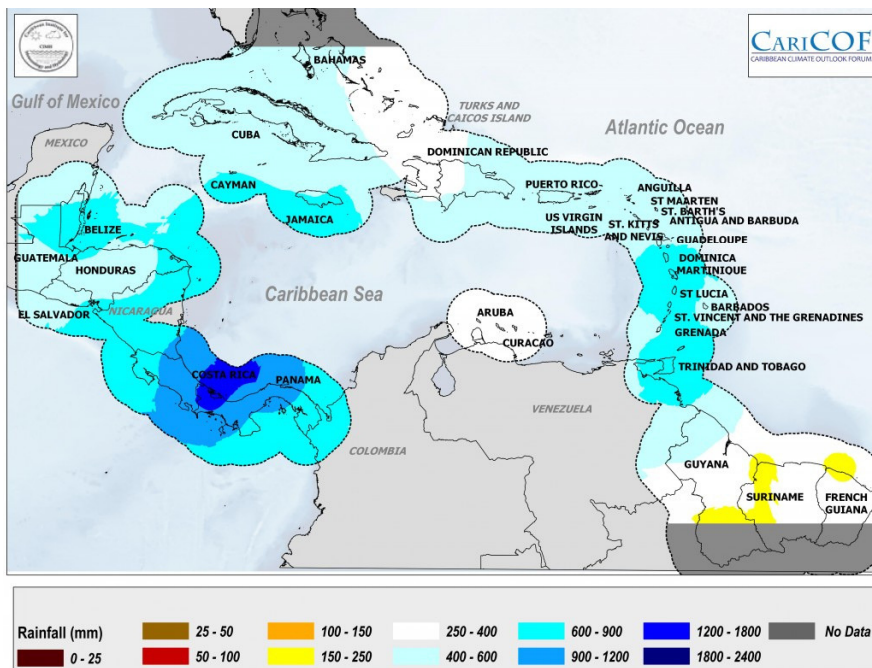 CARICOF
CARIBBEAN CLIMATE OUTLOOK FORUM
BAHAMAS
Gulf of Mexico
TURKS AND
CAICOS ISLAND
Atlantic Ocean
CUBA
MEXICO
DOMINICAN REPUBLIC
CAYMAN
PUERTO RICO
ANGUILLA
ST MAARTEN
ST. BARTH'S
JAMAICA
US VIRGIN
ISLANDS
ST. KITTS
AND NEVIS
ANTIGUA AND BARBUDA
BELIZE
GUADELOUPE
GUATEMALA
DOMINICA
HONDURAS
MARTINIQUE
Caribbean Sea
ST LUCIA
NICARAGUA
BARBADOS
EL SALVADOR
ARUBA
ST. VINCENT AND THE GRENADINES
GRENADA
CURACAO
COSTA RICA
PANAMA
TRINIDAD AND TOBAGO
VENEZUELA
COLOMBIA
GUYANA
SURINAME
FRENCH
GUIANA
Rainfall (mm)
25 - 50
100 - 150
250 - 400
600 - 900
1200 - 1800
No Data
0 - 25
50 - 100
150 - 250
400 - 600
900 - 1200
1800 - 2400